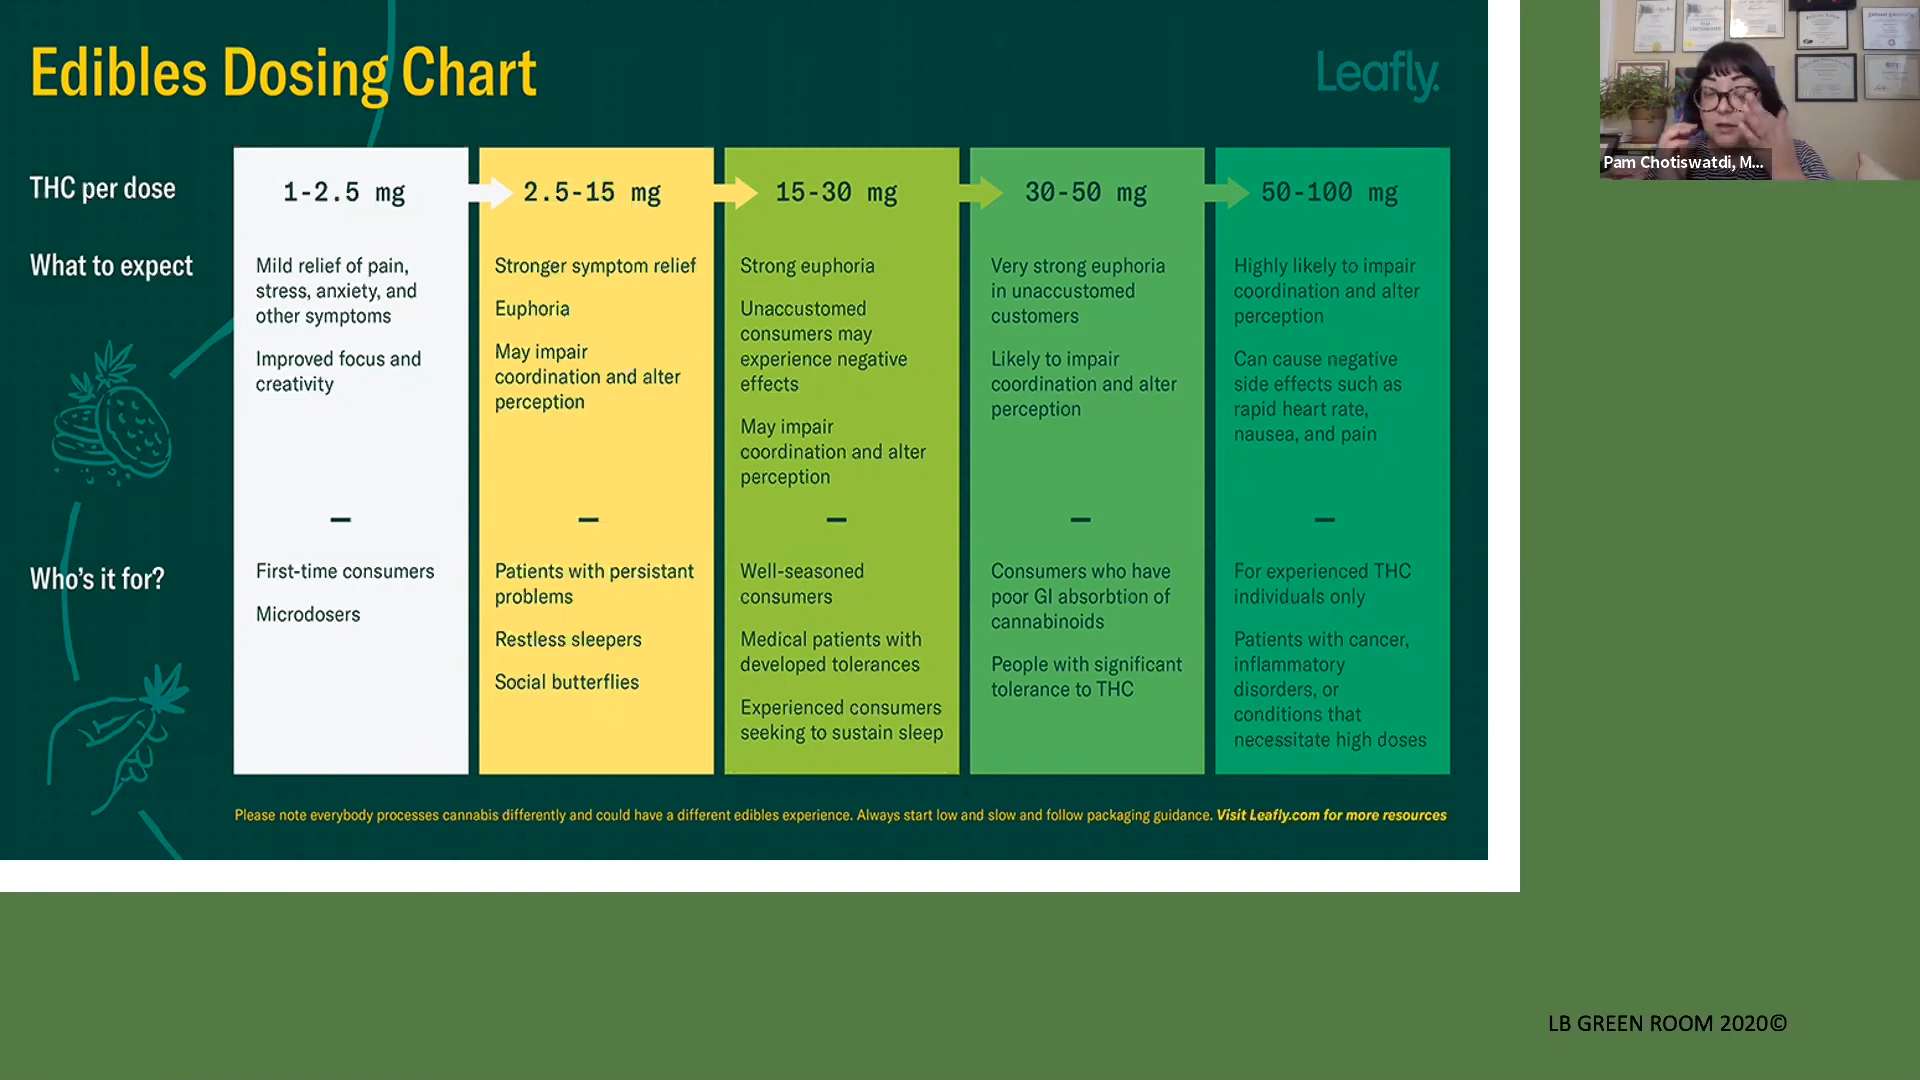 Edibles Dosing Chart
Leafly.
THC per dose
1-2.5 mg
2.5-15 mg
15-30 mg
30-50 mg
50-100 mg
What to expect
Mild relief of pain,
stress, anxiety, and
other symptoms
Improved focus and
creativity
Stronger symptom relief
Euphoria
May impair
coordination and alter
perception
Strong euphoria
Unaccustomed
consumers may
experience negative
effects
May impair
coordination and alter
perception
Very strong euphoria
in unaccustomed
customers
Likely to impair
coordination and alter
perception
Highly likely to impair
coordination and alter
perception
Can cause negative
side effects such as
rapid heart rate,
nausea, and pain
Who's it for?
First-time consumers
Microdosers
Patients with persistant
problems
Restless sleepers
Social butterflies
Well-seasoned
consumers
Medical patients with
developed tolerances
Experienced consumers
seeking to sustain sleep
Consumers who have
poor GI absorbtion of
cannabinoids
People with significant
tolerance to THC
For experienced THC
individuals only
Patients with cancer,
inflammatory
disorders, or
conditions that
necessitate high doses
Please note everybody processes cannabis differently and could have a different edibles experience. Always start low and slow and follow packaging guidance. Visit Leafly.com for more resources
Pam Chotiswatdi, M...
LB GREEN ROOM 2020©